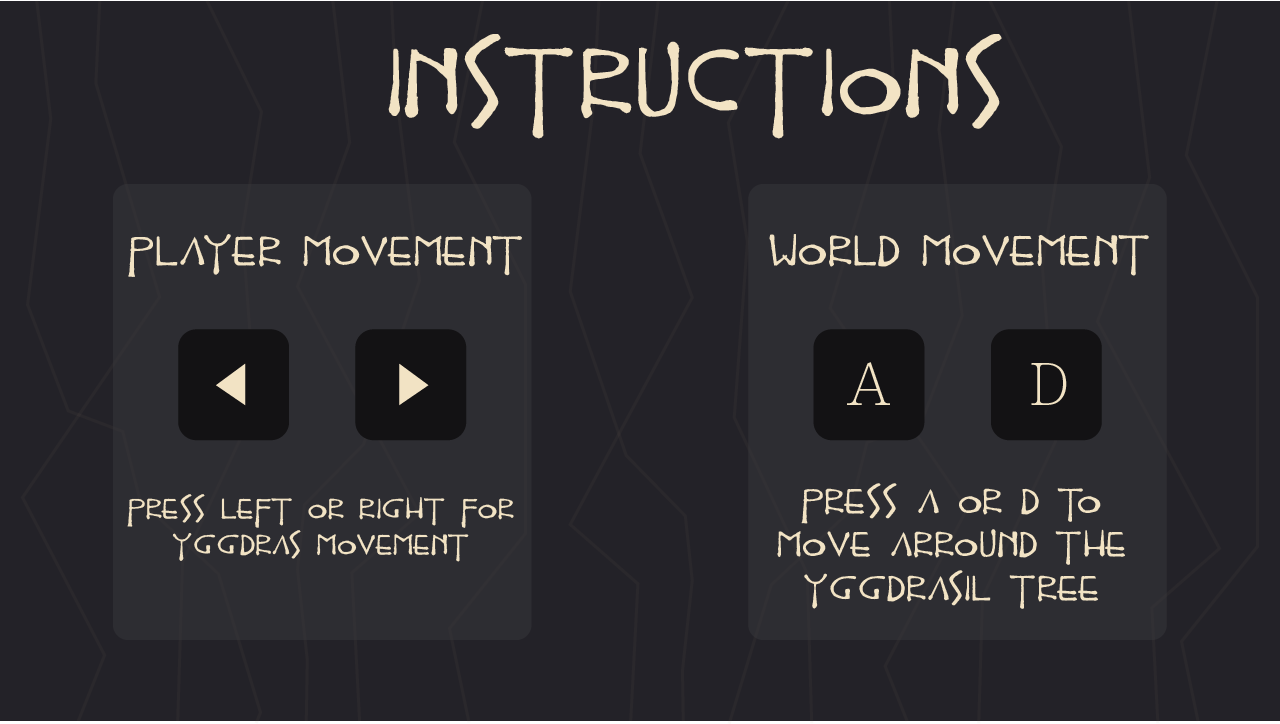 INSTRUCTIONS
PLAYER MOVEMENT
PRESS LEFT OR RIGHT FOR
YGGDRAS MOVEMENT
WORLD MOVEMENT
A D
PRESS A OR D TO
MOVE ARROUND THE
YGGDRASIL TREE